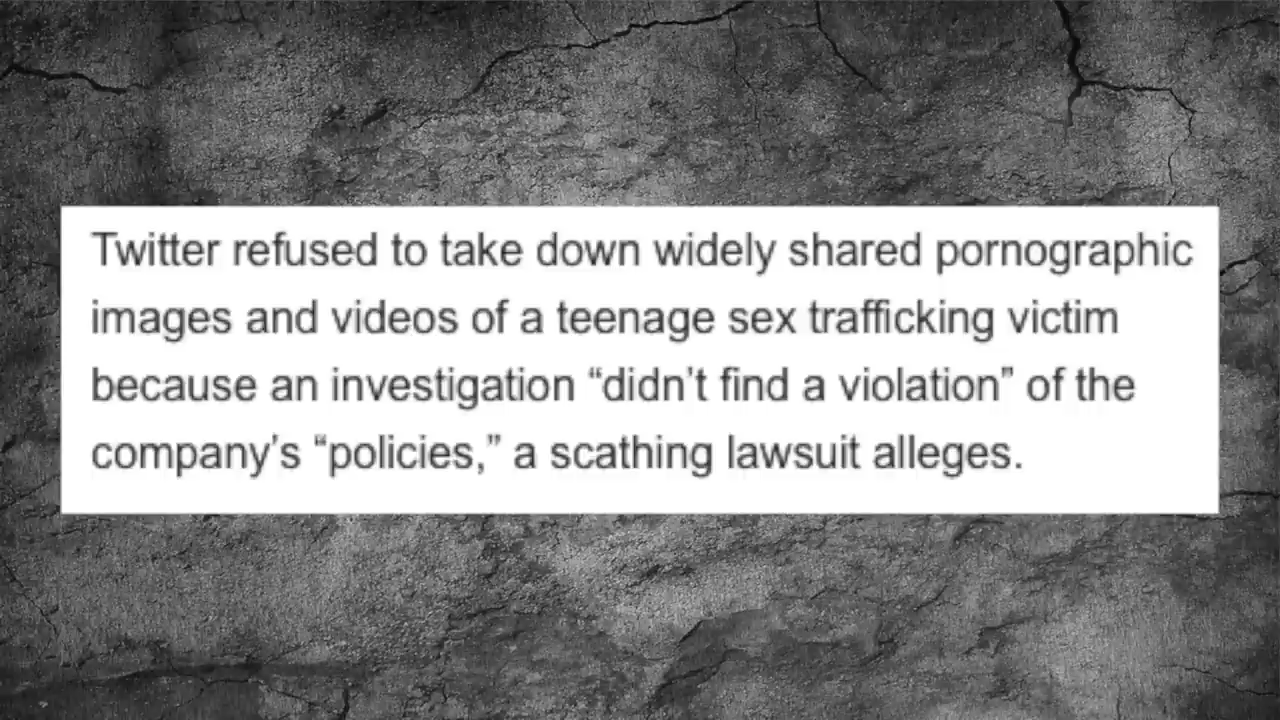 Twitter refused to take down widely shared pornographic
images and videos of a teenage sex trafficking victim
because an investigation “didn’t find a violation” of the
company’s “policies,” a scathing lawsuit alleges.